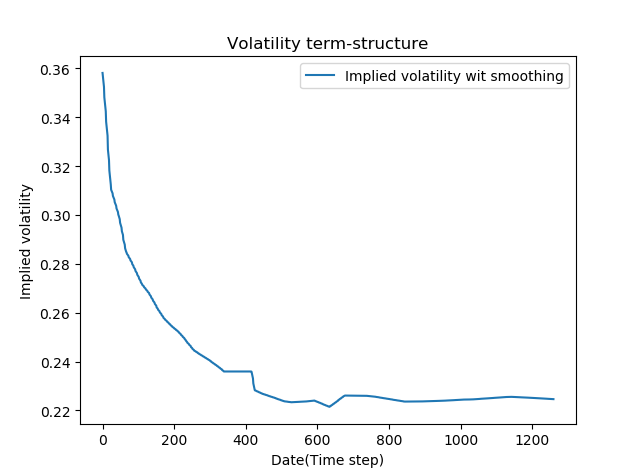 Volatility term-structure
Implied volatility wit smoothing
0.36
0.34
0.32
0.30
0.28
0.26
0.24
0.22
Implied volatility
0 200 400 600 800 1000 1200
Date(Time step)